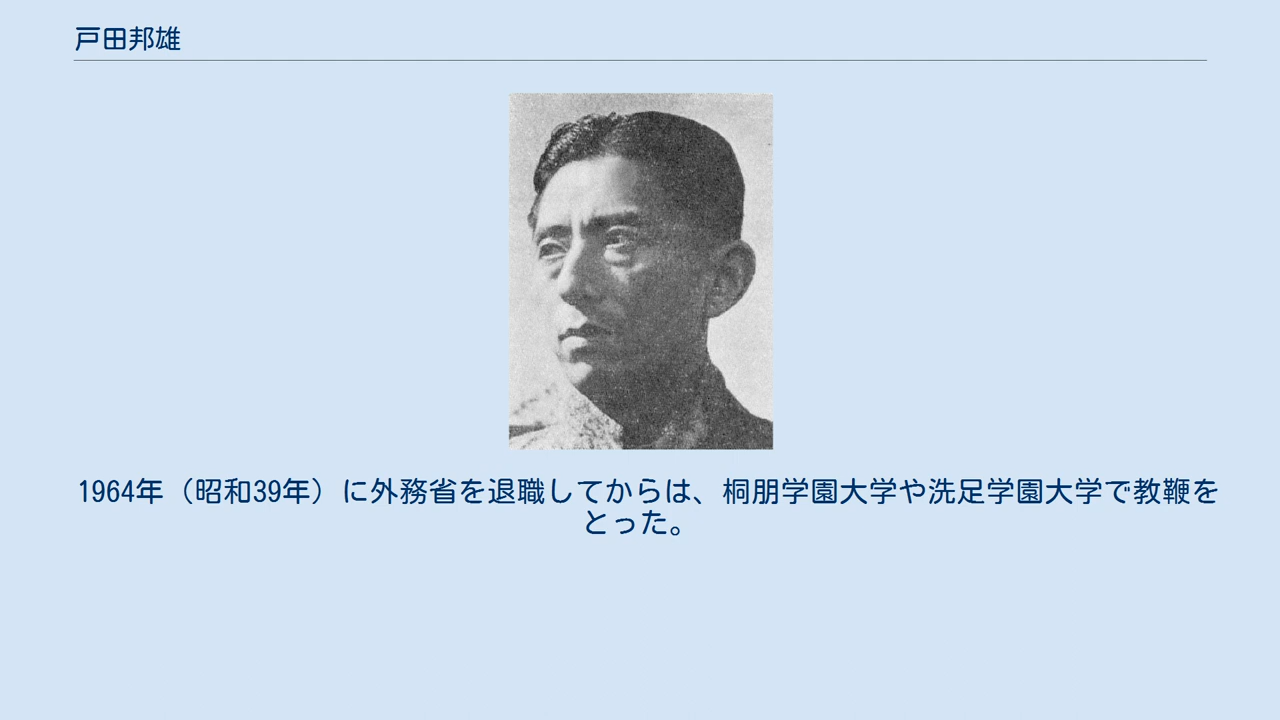 戸田邦雄
1964年（昭和39年）に外務省を退職してからは、桐朋学園大学や洗足学園大学で教鞭を
とった。